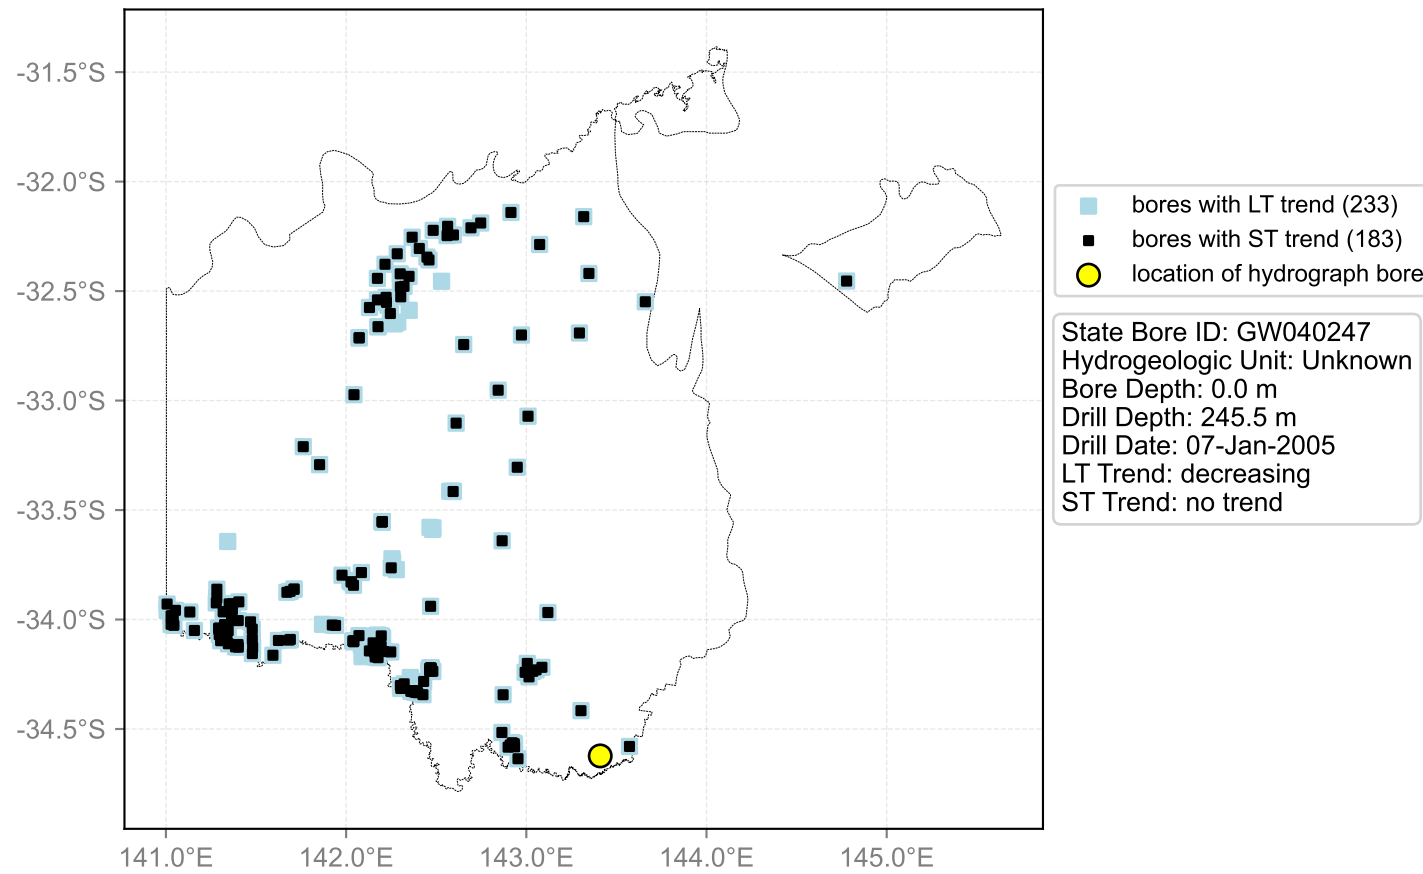 -31.5°S
-32.0°S
-32.5°S
-33.0°S
-33.5°S
-34.0°S
-34.5°S
141.0°E
142.0°E
143.0°E
144.0°E
145.0°E
bores with LT trend (233)
bores with ST trend (183)
location of hydrograph bore
State Bore ID: GW040247
Hydrogeologic Unit: Unknown
Bore Depth: 0.0 m
Drill Depth: 245.5 m
Drill Date: 07-Jan-2005
LT Trend: decreasing
ST Trend: no trend